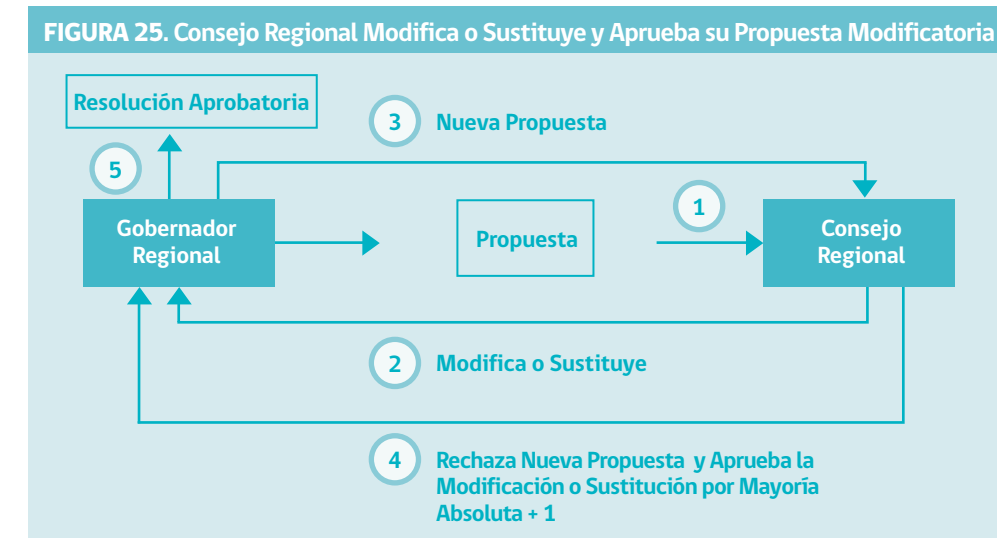 FIGURA 25. Consejo Regional Modifica o Sustituye y Aprueba su Propuesta Modificatoria
Resolución Aprobatoria
3 Nueva Propuesta
5
1
Gobernador
Regional
Propuesta
Consejo
Regional
2 Modifica o Sustituye
4 Rechaza Nueva Propuesta y Aprueba la
Modificación o Sustitución por Mayoría
Absoluta + 1